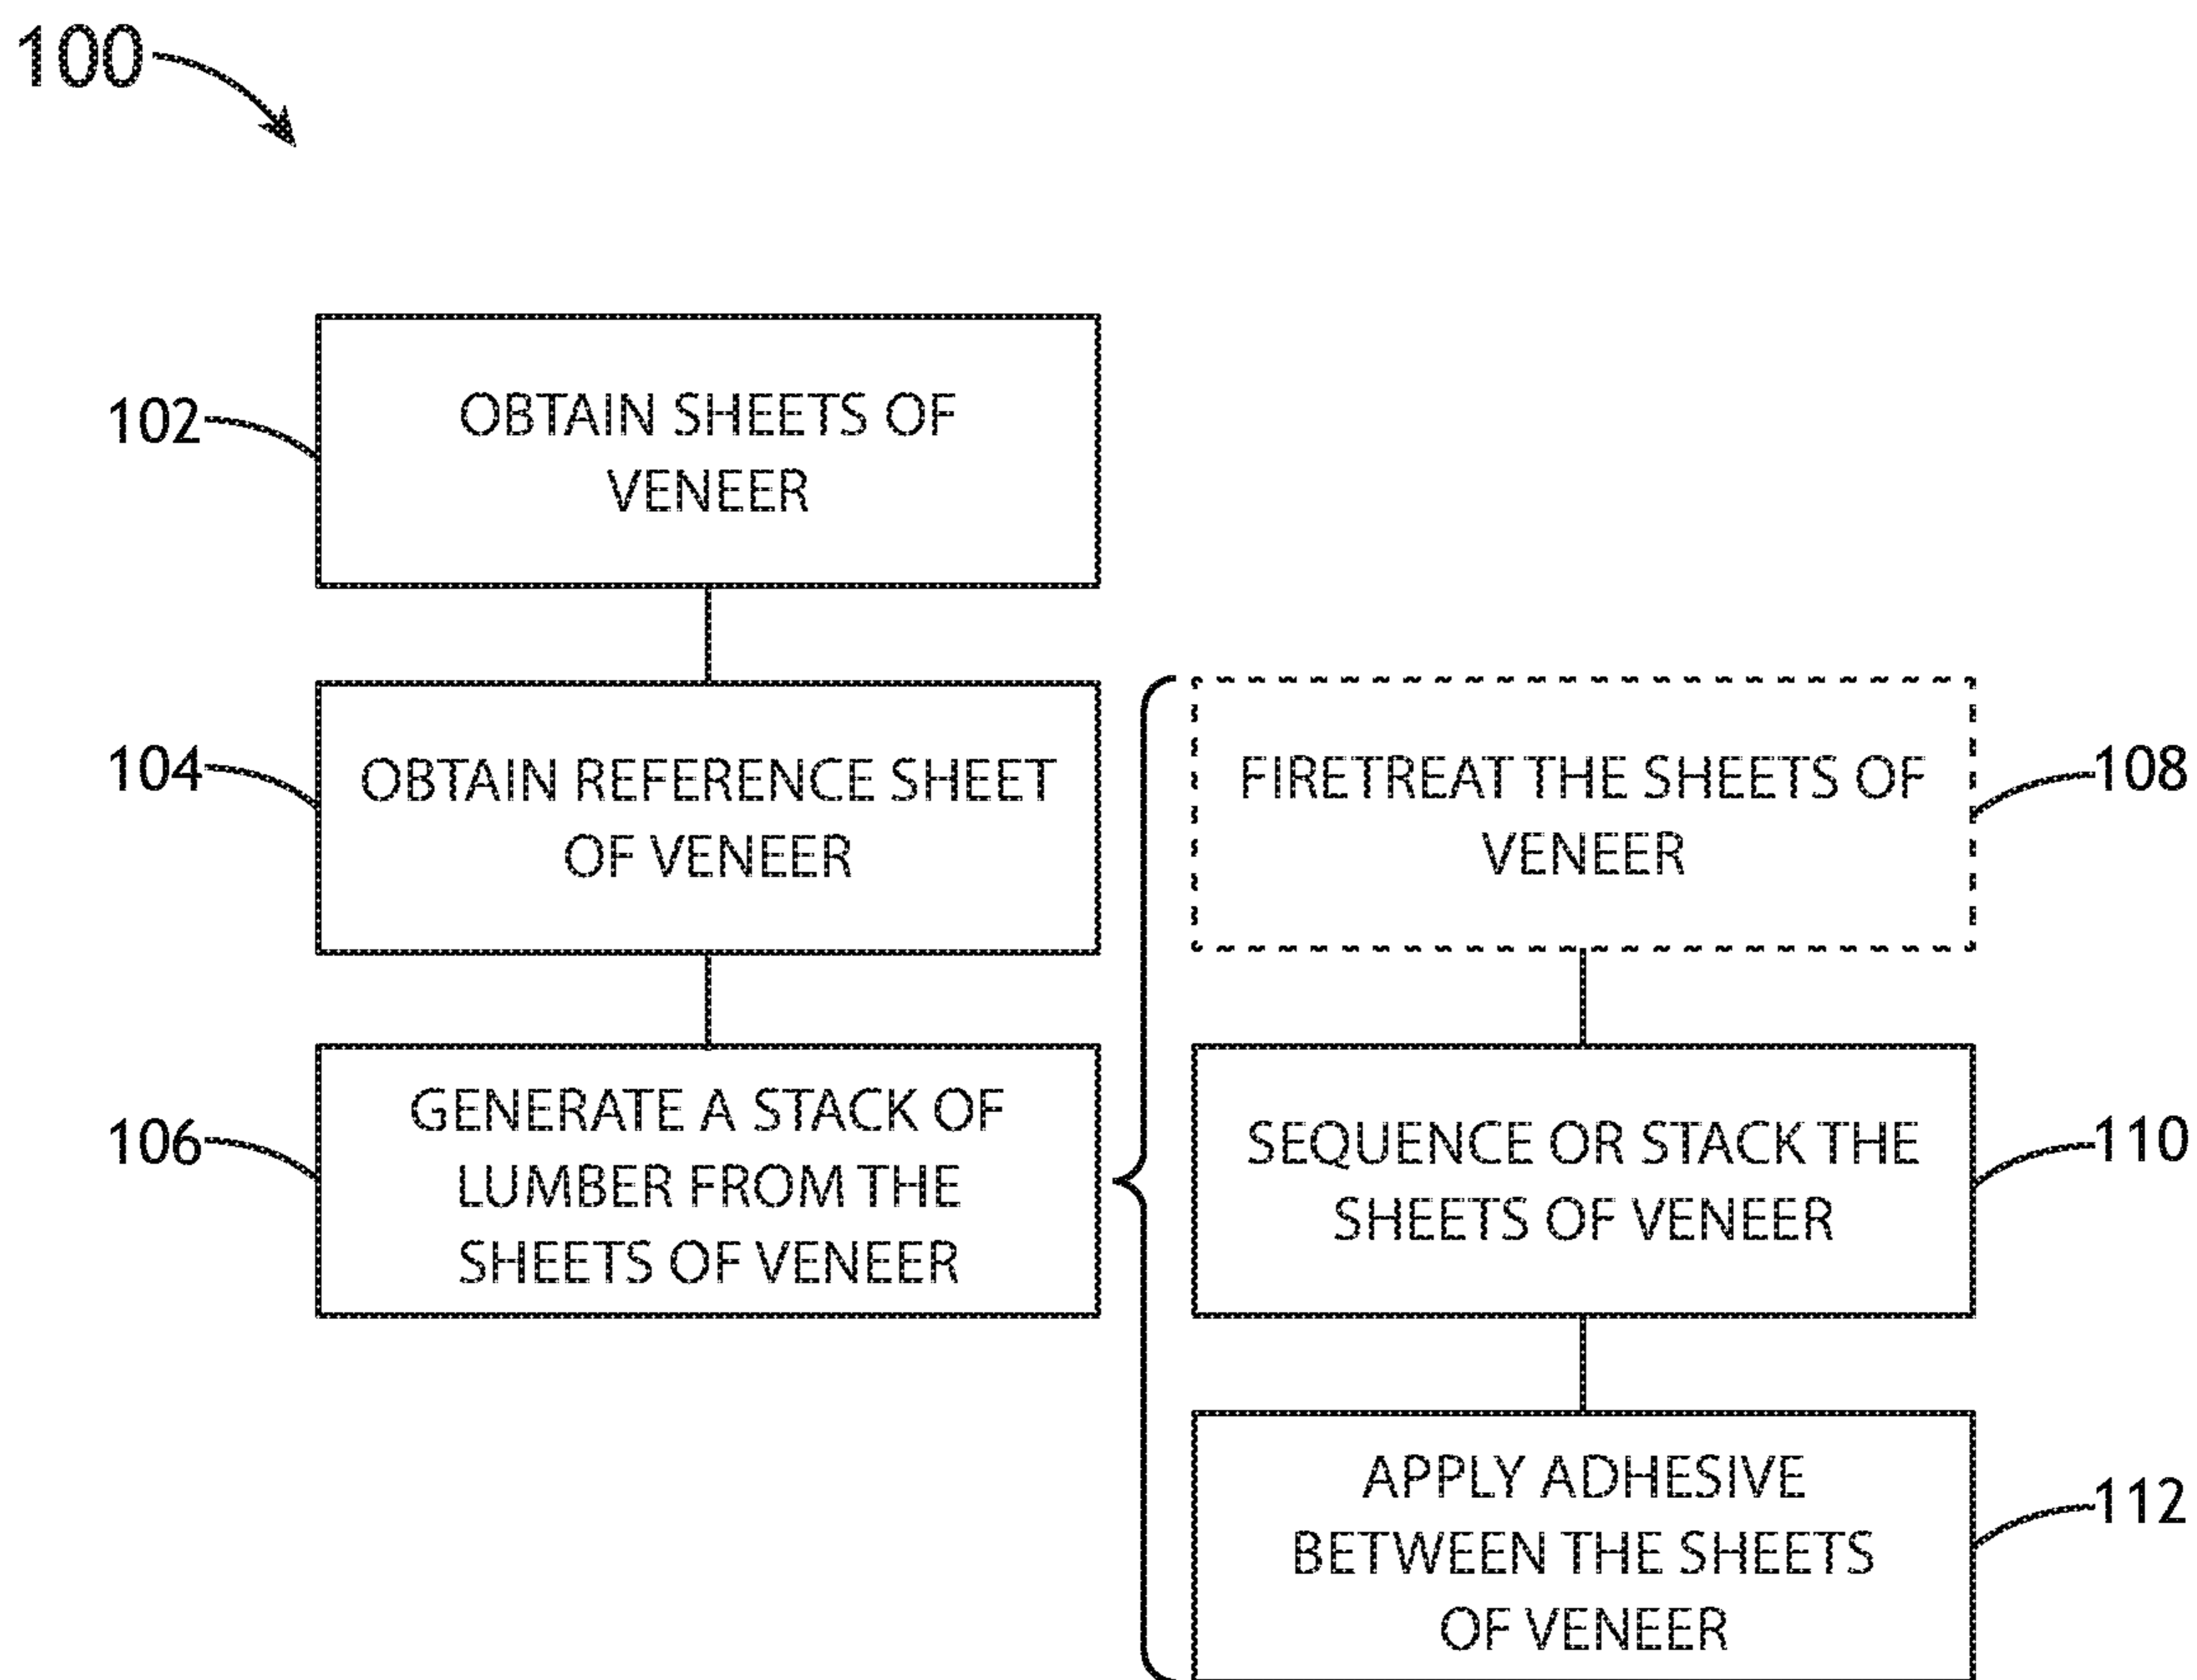 100
102
OBTAIN SHEETS OF
VENEER
104
OBTAIN REFERENCE SHEET
OF VENEER
106
GENERATE A STACK OF
LUMBER FROM THE
SHEETS OF VENEER
FIRETREAT THE SHEETS OF
VENEER
108
SEQUENCE OR STACK THE
SHEETS OF VENEER
110
APPLY ADHESIVE
BETWEEN THE SHEETS
OF VENEER
112